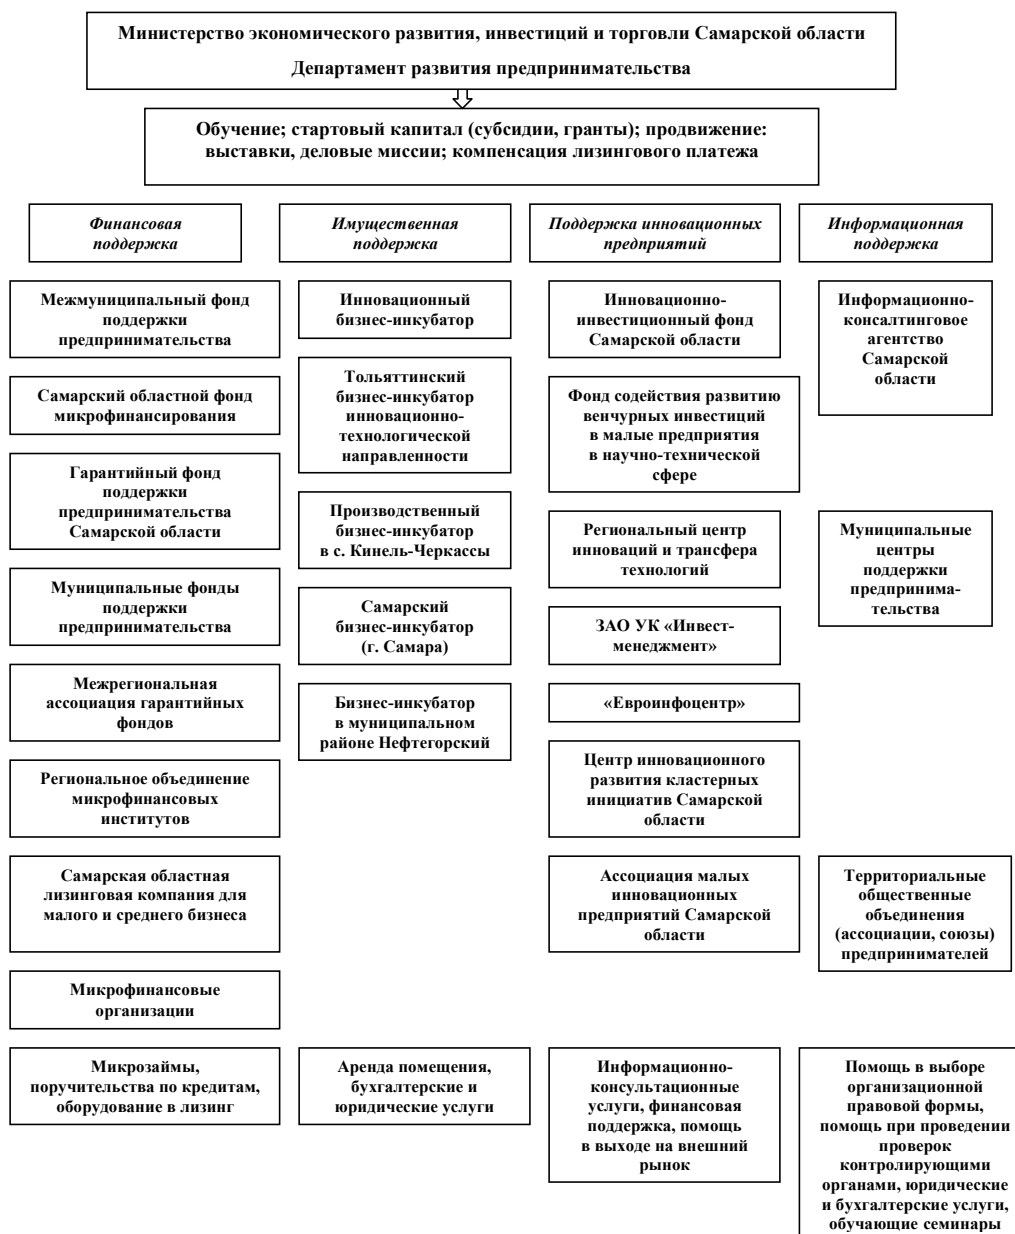 Министерство экономического развития, инвестиций и торговли Самарской области
Департамент развития предпринимательства
Обучение; стартовый капитал (субсидии, гранты); продвижение:
выставки, деловые миссии; компенсация лизингового платежа
Финансовая
поддержка
Имущественная
поддержка
Поддержка инновационных
предприятий
Информационная
поддержка
Межмуниципальный фонд
поддержки
предпринимательства
Самарский областной фонд
микрофинансирования
Гарантийный фонд
поддержки
предпринимательства
Самарской области
Муниципальные фонды
поддержки
предпринимательства
Межрегиональная
ассоциация гарантийных
фондов
Региональное объединение
микрофинансовых
институтов
Самарская областная
лизинговая компания для
малого и среднего бизнеса
Микрофинансовые
организации
Микрозаймы,
поручительства по кредитам,
оборудование в лизинг
Инновационный
бизнес-инкубатор
Тольяттинский
бизнес-инкубатор
инновационно-
технологической
направленности
Производственный
бизнес-инкубатор
в с. Кинель-Черкассы
Самарский
бизнес-инкубатор
(г. Самара)
Бизнес-инкубатор
в муниципальном
районе Нефтегорский
Аренда помещения,
бухгалтерские и
юридические услуги
Инновационно-
инвестиционный фонд
Самарской области
Фонд содействия развитию
венчурных инвестиций
в малые предприятия
в научно-технической
сфере
Региональный центр
инноваций и трансфера
технологий
ЗАО УК «Инвест-
менеджмент»
«Евроинфоцентр»
Центр инновационного
развития кластерных
инициатив Самарской
области
Ассоциация малых
инновационных
предприятий Самарской
области
Информационно-
консультационные
услуги, финансовая
поддержка, помощь
в выходе на внешний
рынок
Информационно-
консалтинговое
агентство
Самарской
области
Муниципальные
центры
поддержки
предпринима-
тельства
Территориальные
общественные
объединения
(ассоциации, союзы)
предпринимателей
Помощь в выборе
организационной
правовой формы,
помощь при проведении
проверок
контролирующими
органами, юридические
и бухгалтерские услуги,
обучающие семинары